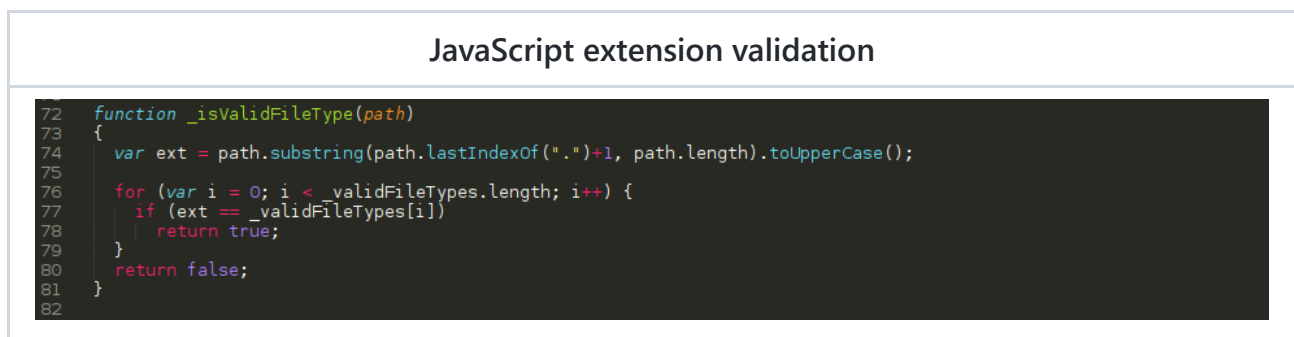 JavaScript extension validation
72 function _isValidFileType(path)
73 {
74 var ext = path.substring(path.lastIndexOf(".")+1, path.length).toUpperCase();
75
76 for (var i = 0; i < _validFileTypes.length; i++) {
77 if (ext == _validFileTypes[i])
78 return true;
79 }
80 return false;
81 }
82